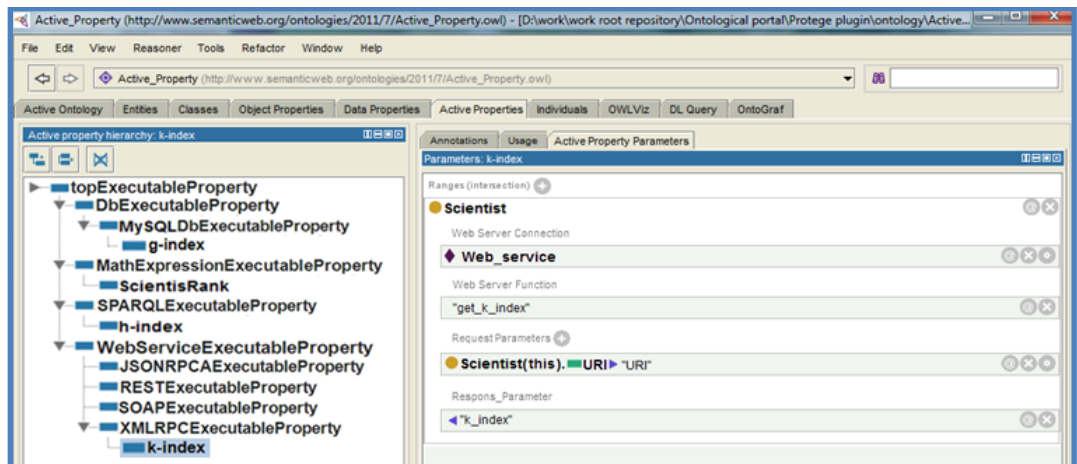 Active_Property (http://www.semanticweb.org/ontologies/2011/7/Active_Property.owl) - [D:\work\work root repository\Ontological portal\Protege plugin\ontology\Active...
File Edit View Reasoner Tools Refactor Window Help
Active_Property (http://www.semanticweb.org/ontologies/2011/7/Active_Property.owl)
Active Ontology Entities Classes Object Properties Data Properties Active Properties Individuals OWLViz DL Query OntoGraf
Active property hierarchy: k-index
topExecutableProperty
DbExecutableProperty
MySQLDbExecutableProperty
g-index
MathExpressionExecutableProperty
ScientisRank
SPARQLExecutableProperty
h-index
WebServiceExecutableProperty
JSONRPCAExecutableProperty
RESTExecutableProperty
SOAPExecutableProperty
XMLRPCExecutableProperty
k-index
Annotations Usage Active Property Parameters
Parameters: k-index
Ranges (intersection)
Scientist
Web Server Connection
Web_service
Web Server Function
"get_k_index"
Request Parameters
Scientist(this). URI "URI"
Respons_Parameter
"k_index"